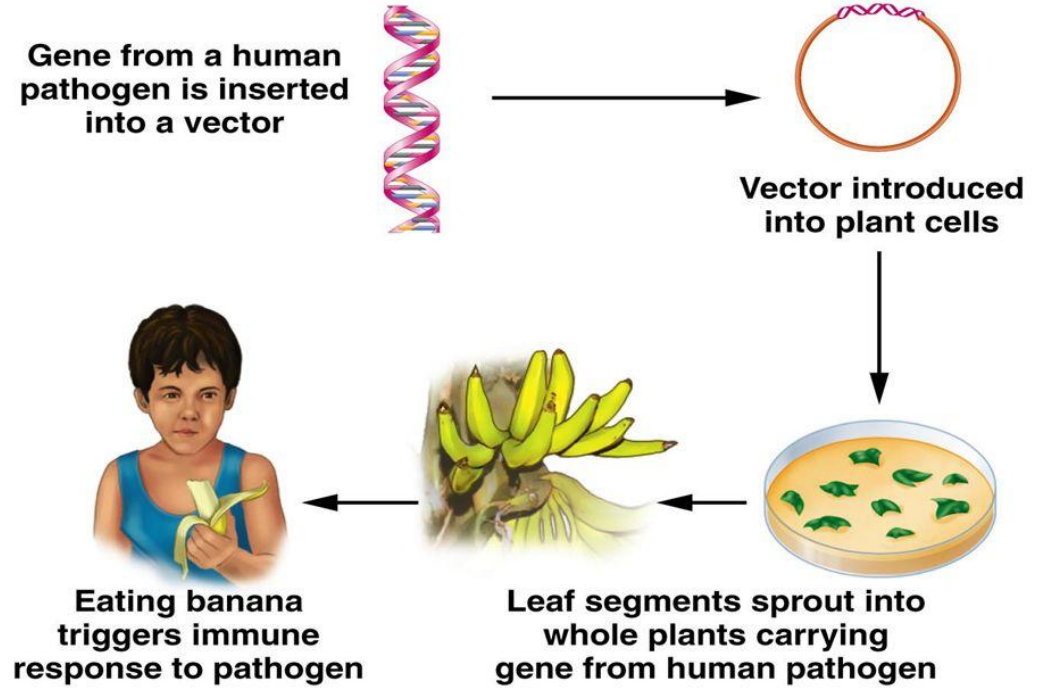 Gene from a human
pathogen is inserted
into a vector
Vector introduced
into plant cells
Leaf segments sprout into
whole plants carrying
gene from human pathogen
Eating banana
triggers immune
response to pathogen